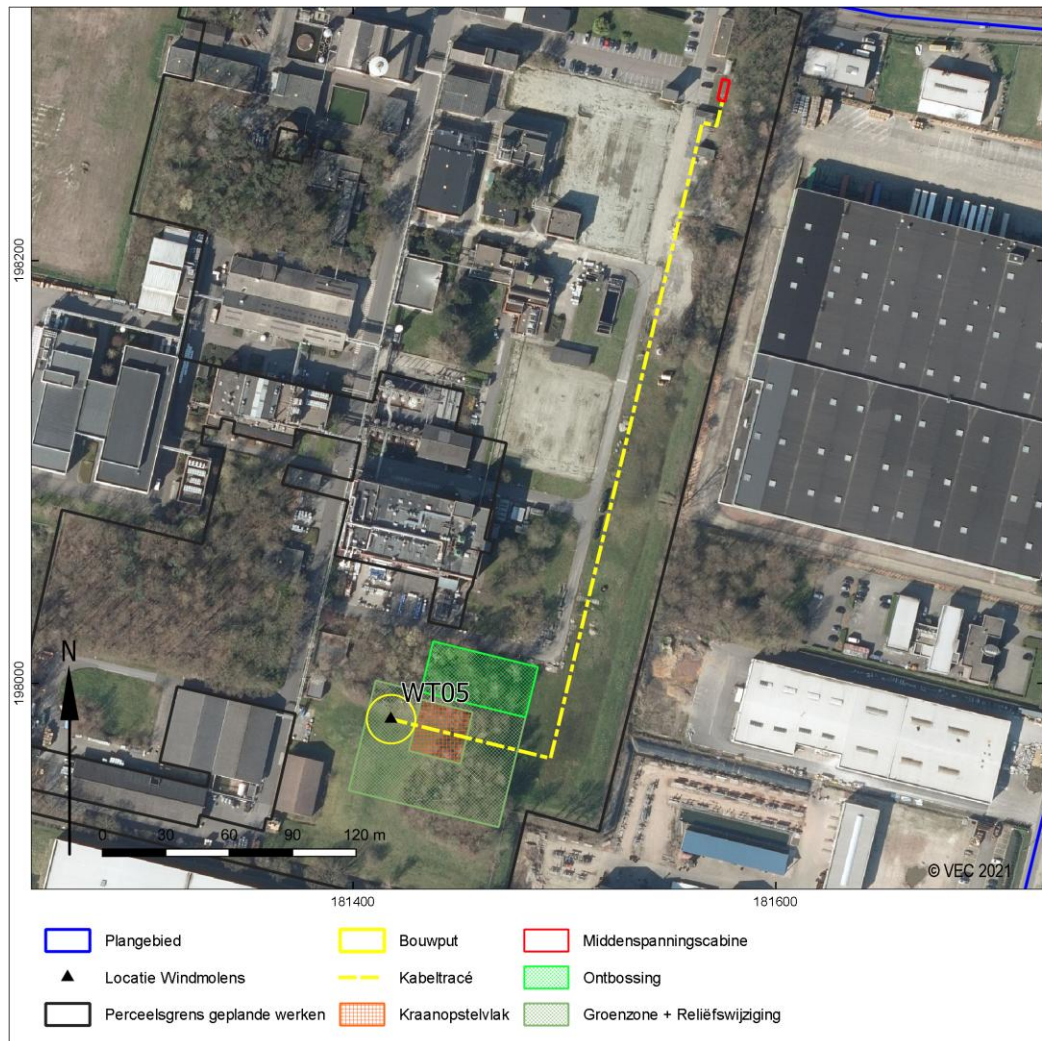 198200
198000
N
WT05
0 30 60 90 120 m
© VEC 2021
181400 181600
Plangebied
Bouwput
Middenspanningscabine
Locatie Windmolens
Kabeltracé
Ontbossing
Perceelsgrens geplande werken
Kraanopstelvlak
Groenzone + Reliëfswijziging